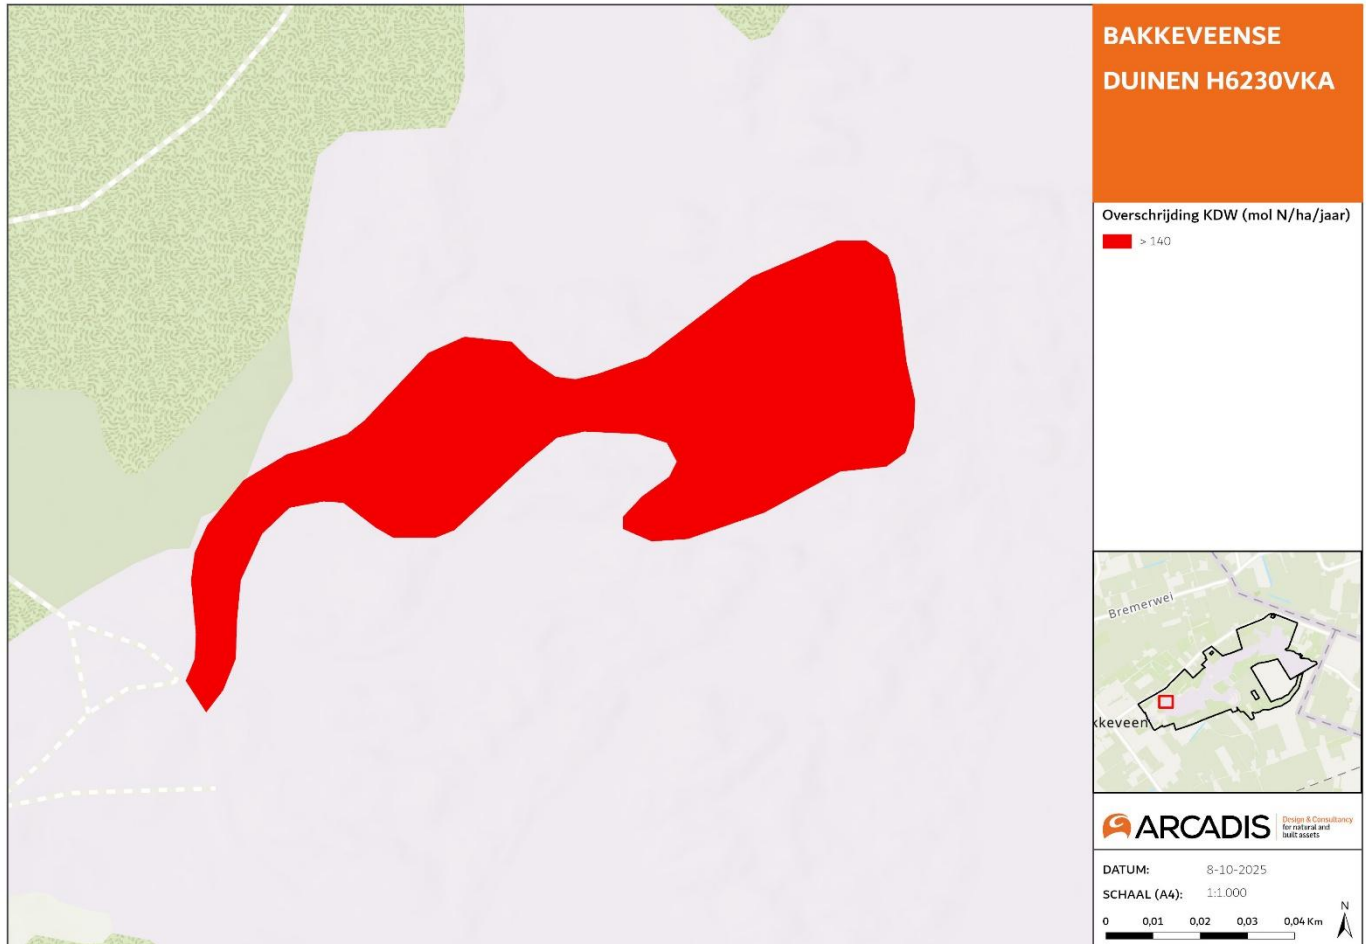 BAKKEVEENSE
DUINEN H6230VKA
Overschrijding KDW (mol N/ha/jaar)
> 140
Bremerwei
kkeveen
ARCADIS
Design & Consultancy
for natural and
built assets
DATUM: 8-10-2025
SCHAAL (A4): 1:1.000
N
0 0,01 0,02 0,03 0,04 Km